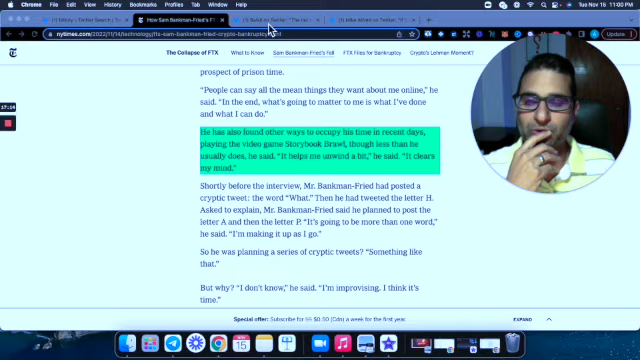 Chrome File Edit View History Bookmarks Profiles Tab Window Help
Tue Nov 15 11:03 PM
How Sam Bankman-Fried's F
nytimes.com/2022/11/14/technology/ftx-sam-bankman-fried-crypto-bankruptcy
The Collapse of FTX What to Know Sam Bankman-Fried's Fall FTX Files for Bankruptcy Crypto's Lehman Moment?
prospect of prison time.
“People can say all the mean things they want about me online,” he
said. “In the end, what’s going to matter to me is what I’ve done
and what I can do.”
He has also found other ways to occupy his time in recent days,
playing the video game Storybook Brawl, though less than he
usually does, he said. “It helps me unwind a bit,” he said. “It clears
my mind.”
Shortly before the interview, Mr. Bankman-Fried had posted a
cryptic tweet: the word “What.” Then he had tweeted the letter H.
Asked to explain, Mr. Bankman-Fried said he planned to post the
letter A and then the letter P. “It’s going to be more than one word,”
he said. “I’m making it up as I go.”
So he was planning a series of cryptic tweets? “Something like
that.”
But why? “I don’t know,” he said. “I’m improvising. I think it’s
time.”
17:14
Special offer: Subscribe for $5 $0.50 (Cdn) a week for the first year.
EXPAND
15